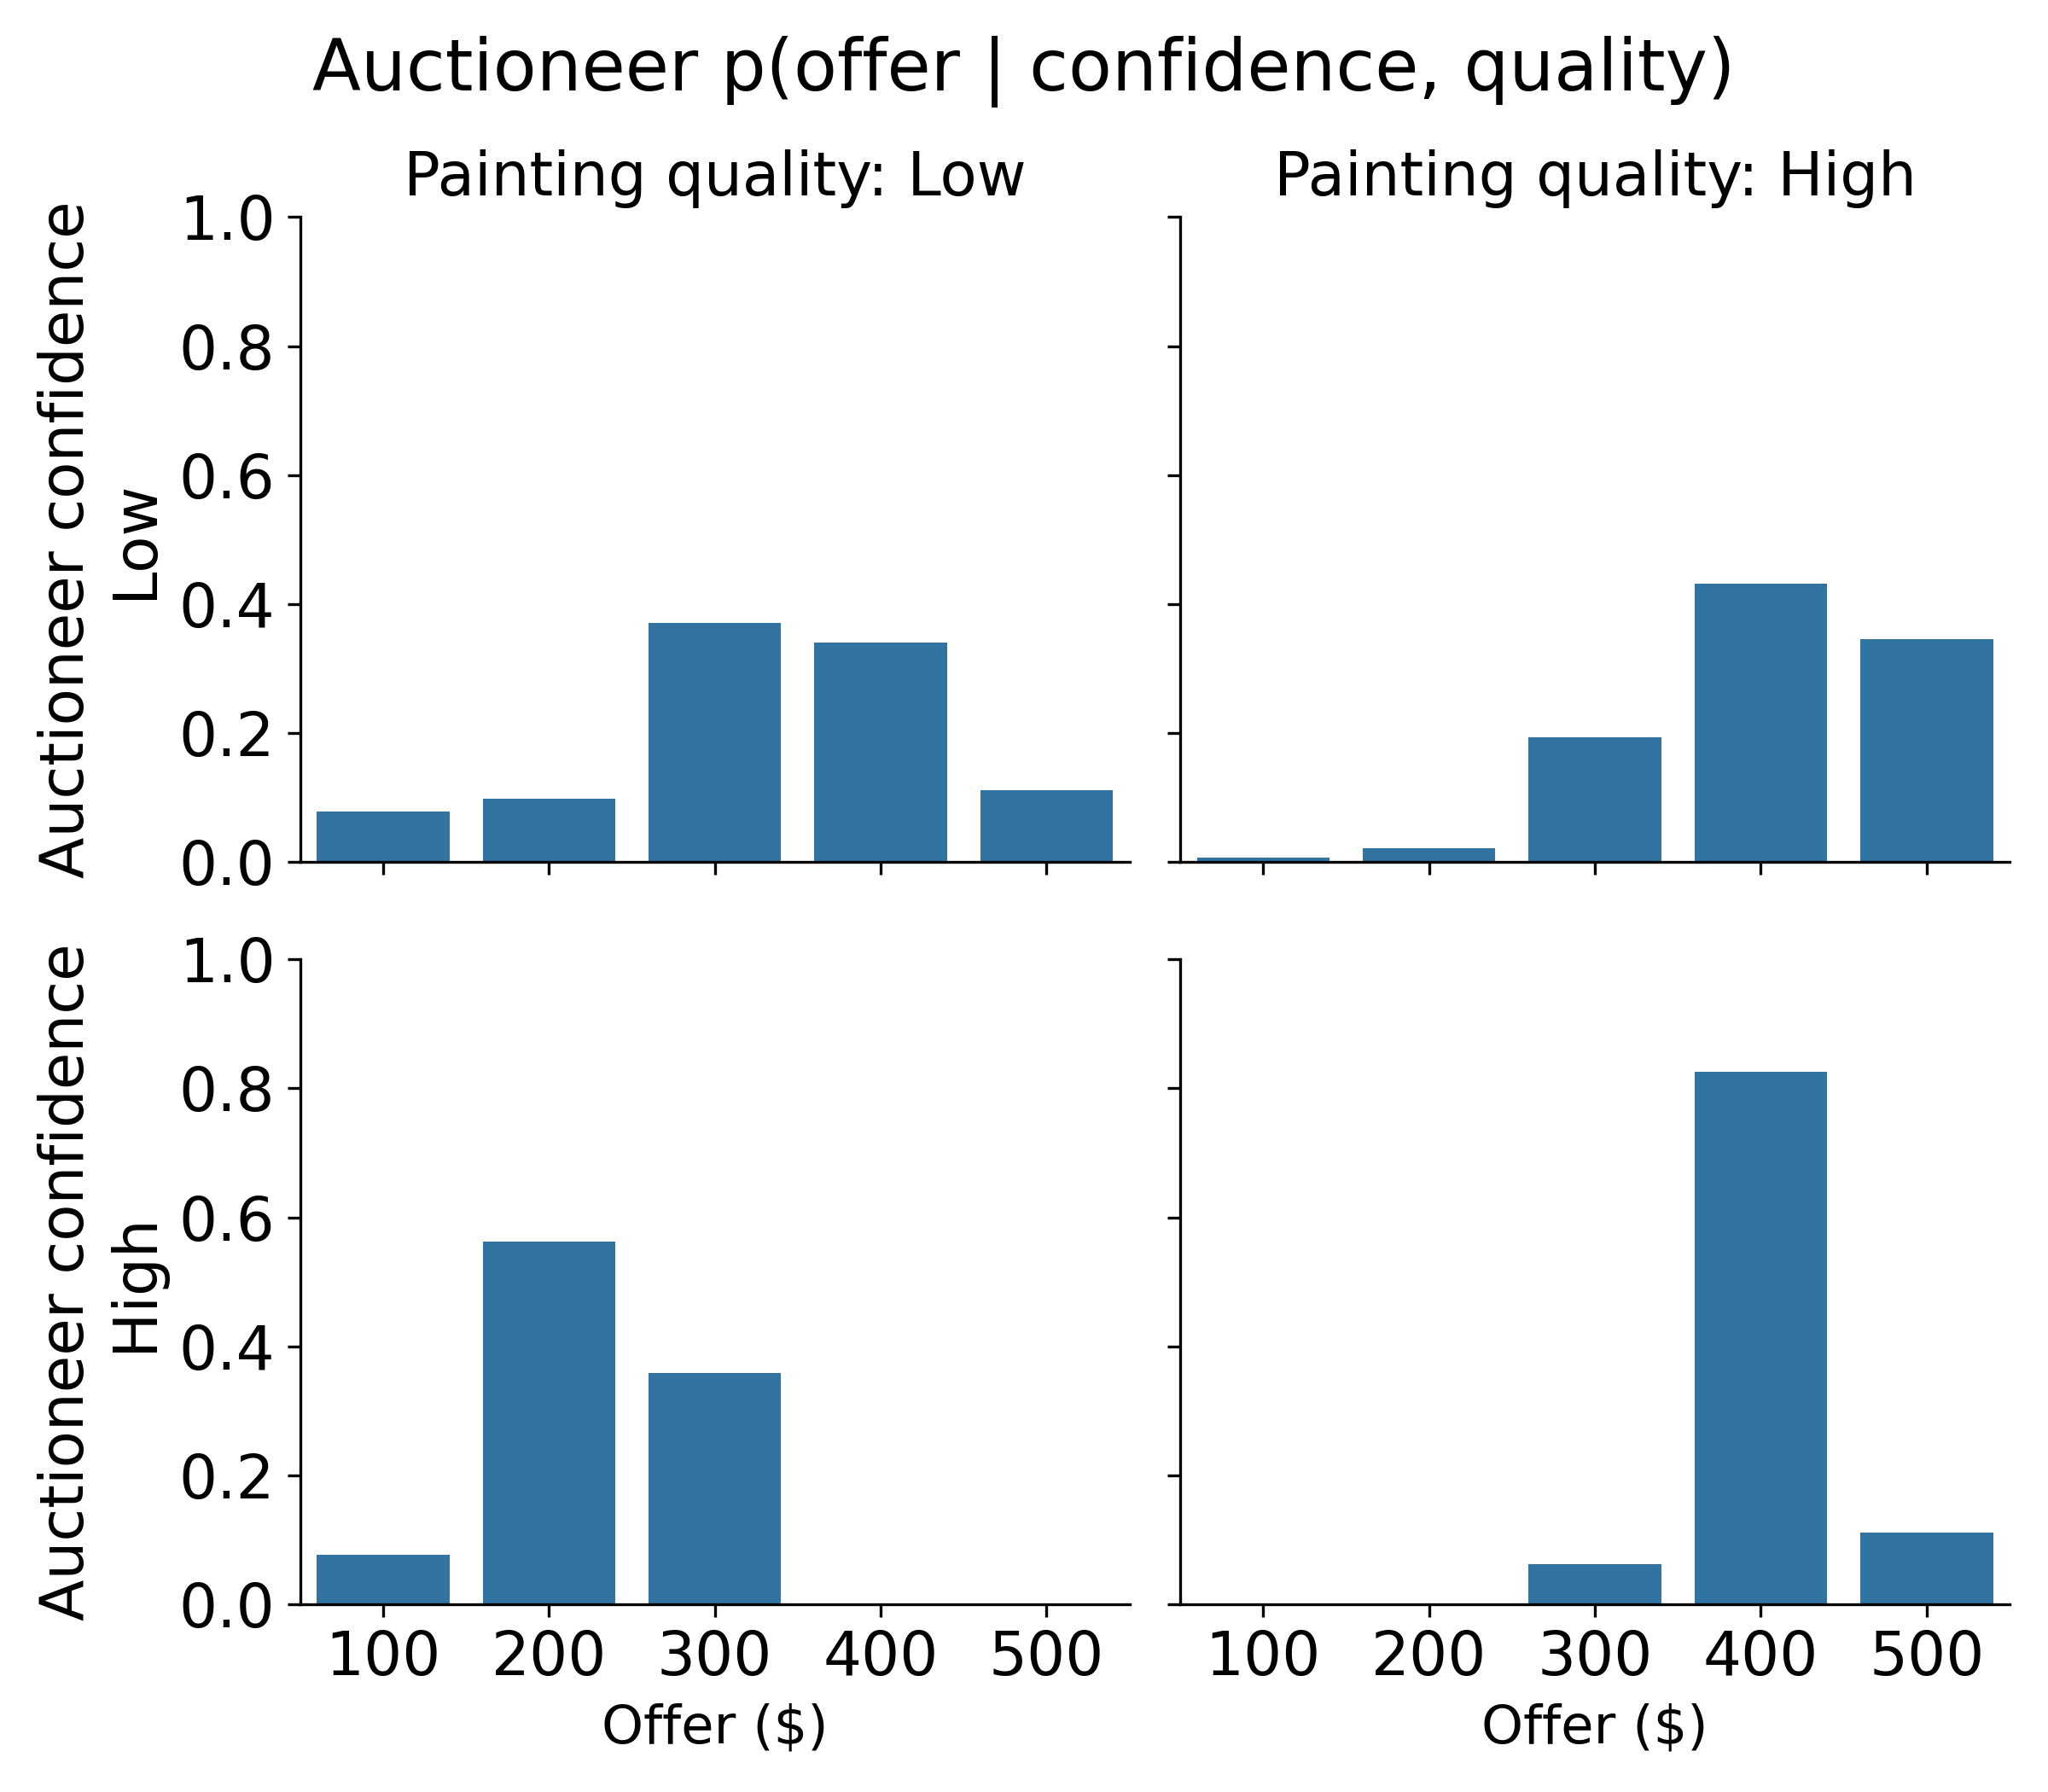 Auctioneer p(offer | confidence, quality)
Painting quality: Low
Painting quality: High
Auctioneer confidence
Low
1.0
0.8
0.6
0.4
0.2
0.0
Auctioneer confidence
High
1.0
0.8
0.6
0.4
0.2
0.0
100 200 300 400 500
100 200 300 400 500
Offer ($)
Offer ($)